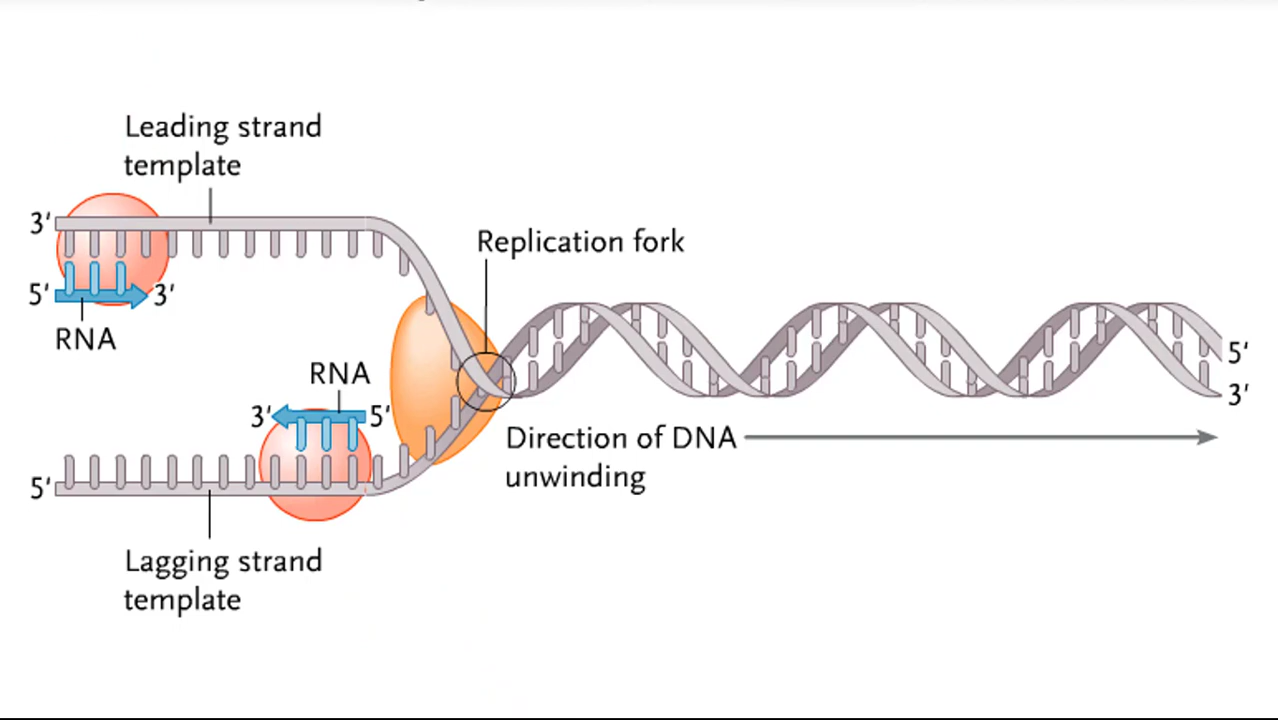 Leading strand
template
3'
Replication fork
5'
3'
RNA
5'
3'
RNA
3'
5'
Direction of DNA
unwinding
5'
Lagging strand
template